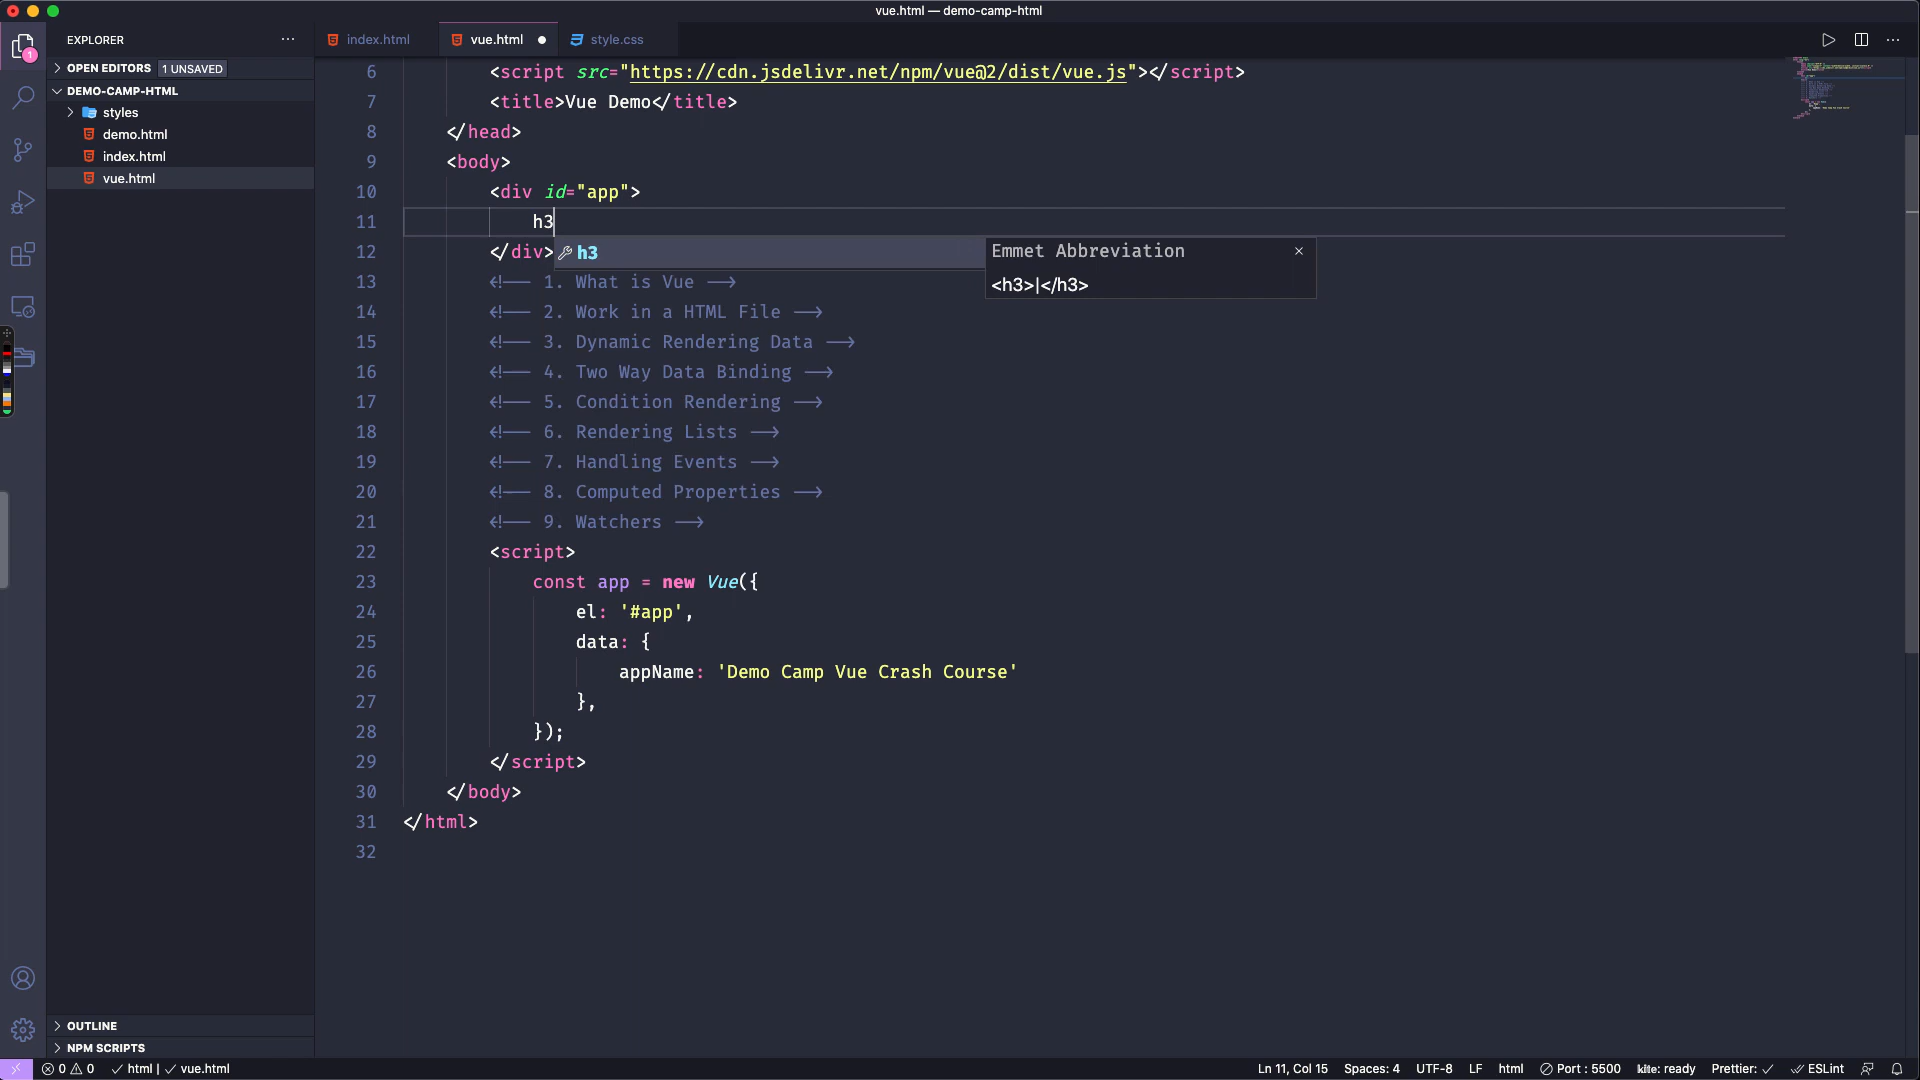 vue.html — demo-camp-html
EXPLORER
index.html
vue.html
style.css
OPEN EDITORS
1 UNSAVED
DEMO-CAMP-HTML
styles
demo.html
index.html
vue.html
1
6 <script src="https://cdn.jsdelivr.net/npm/vue@2/dist/vue.js"></script>
7 <title>Vue Demo</title>
8 </head>
9 <body>
10 <div id="app">
11 h3
12 </div>
h3
Emmet Abbreviation
<h3>|</h3>
13 <!-- 1. What is Vue -->
14 <!-- 2. Work in a HTML File -->
15 <!-- 3. Dynamic Rendering Data -->
16 <!-- 4. Two Way Data Binding -->
17 <!-- 5. Condition Rendering -->
18 <!-- 6. Rendering Lists -->
19 <!-- 7. Handling Events -->
20 <!-- 8. Computed Properties -->
21 <!-- 9. Watchers -->
22 <script>
23 const app = new Vue({
24 el: '#app',
25 data: {
26 appName: 'Demo Camp Vue Crash Course'
27 },
28 });
29 </script>
30 </body>
31 </html>
32
OUTLINE
NPM SCRIPTS
0 0 html | vue.html
Ln 11, Col 15 Spaces: 4 UTF-8 LF html Port : 5500 kite: ready Prettier: ESLint